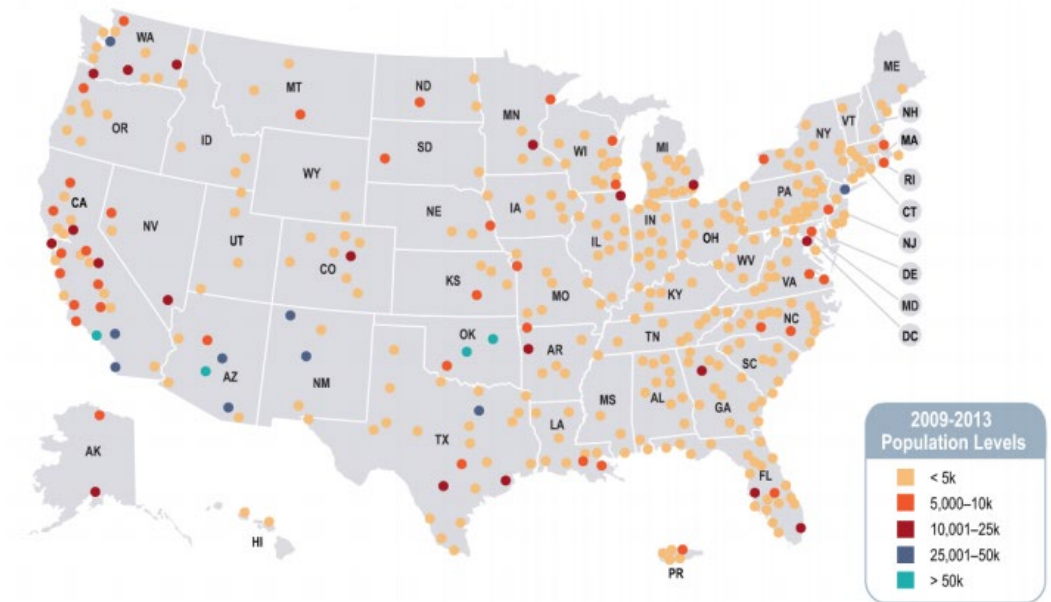 WA
ME
MT
ND
MN
VT
NH
NY
OR
ID
SD
WI
MI
MA
WY
RI
CA
NE
IA
PA
CT
NV
UT
IL
IN
OH
NJ
CO
KS
MO
WV
VA
DE
KY
MD
NC
DC
OK
TN
AZ
NM
AR
SC
MS
AL
GA
TX
LA
AK
FL
HI
PR
2009-2013
Population Levels
< 5k
5,000–10k
10,001–25k
25,001–50k
> 50k